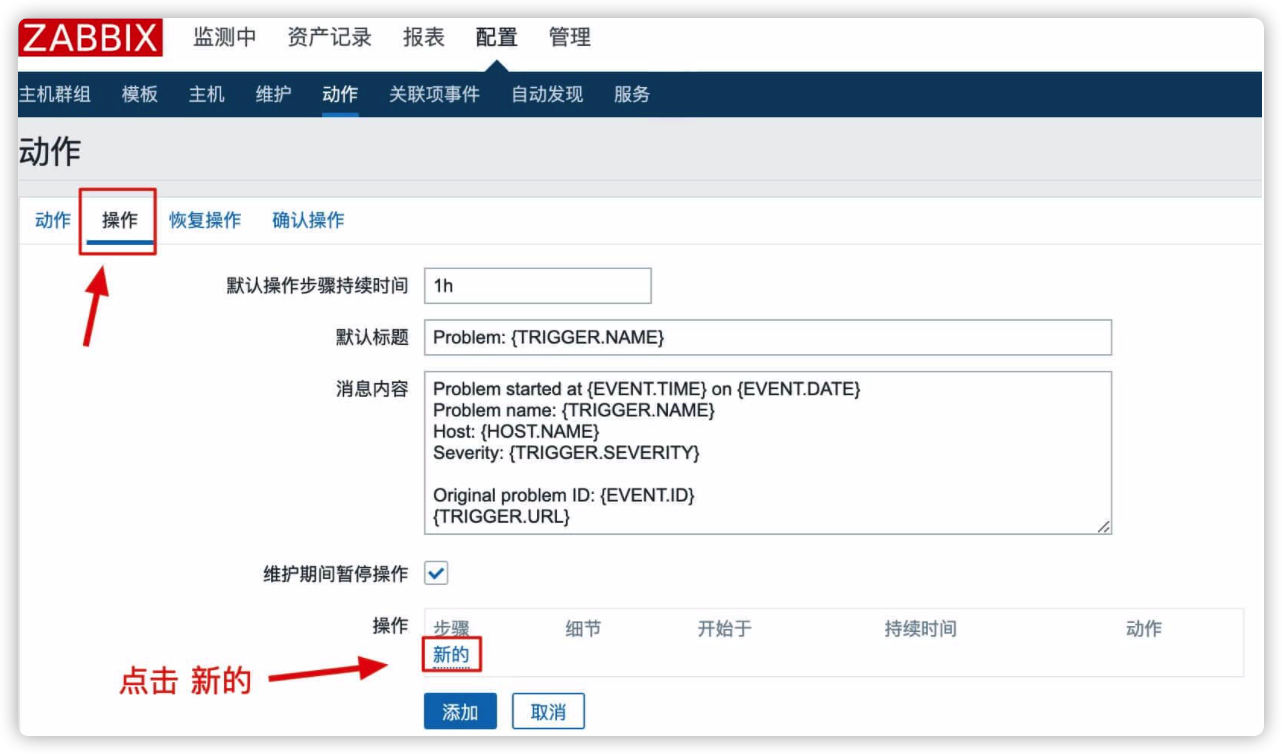 ZABBIX 监测中 资产记录 报表 配置 管理
主机群组 模板 主机 维护 动作 关联项事件 自动发现 服务
动作
动作 操作 恢复操作 确认操作
默认操作步骤持续时间 1h
默认标题 Problem: {TRIGGER.NAME}
消息内容 Problem started at {EVENT.TIME} on {EVENT.DATE}
Problem name: {TRIGGER.NAME}
Host: {HOST.NAME}
Severity: {TRIGGER.SEVERITY}
Original problem ID: {EVENT.ID}
{TRIGGER.URL}
维护期间暂停操作
操作 步骤 细节 开始于 持续时间 动作
新的
点击 新的
添加 取消